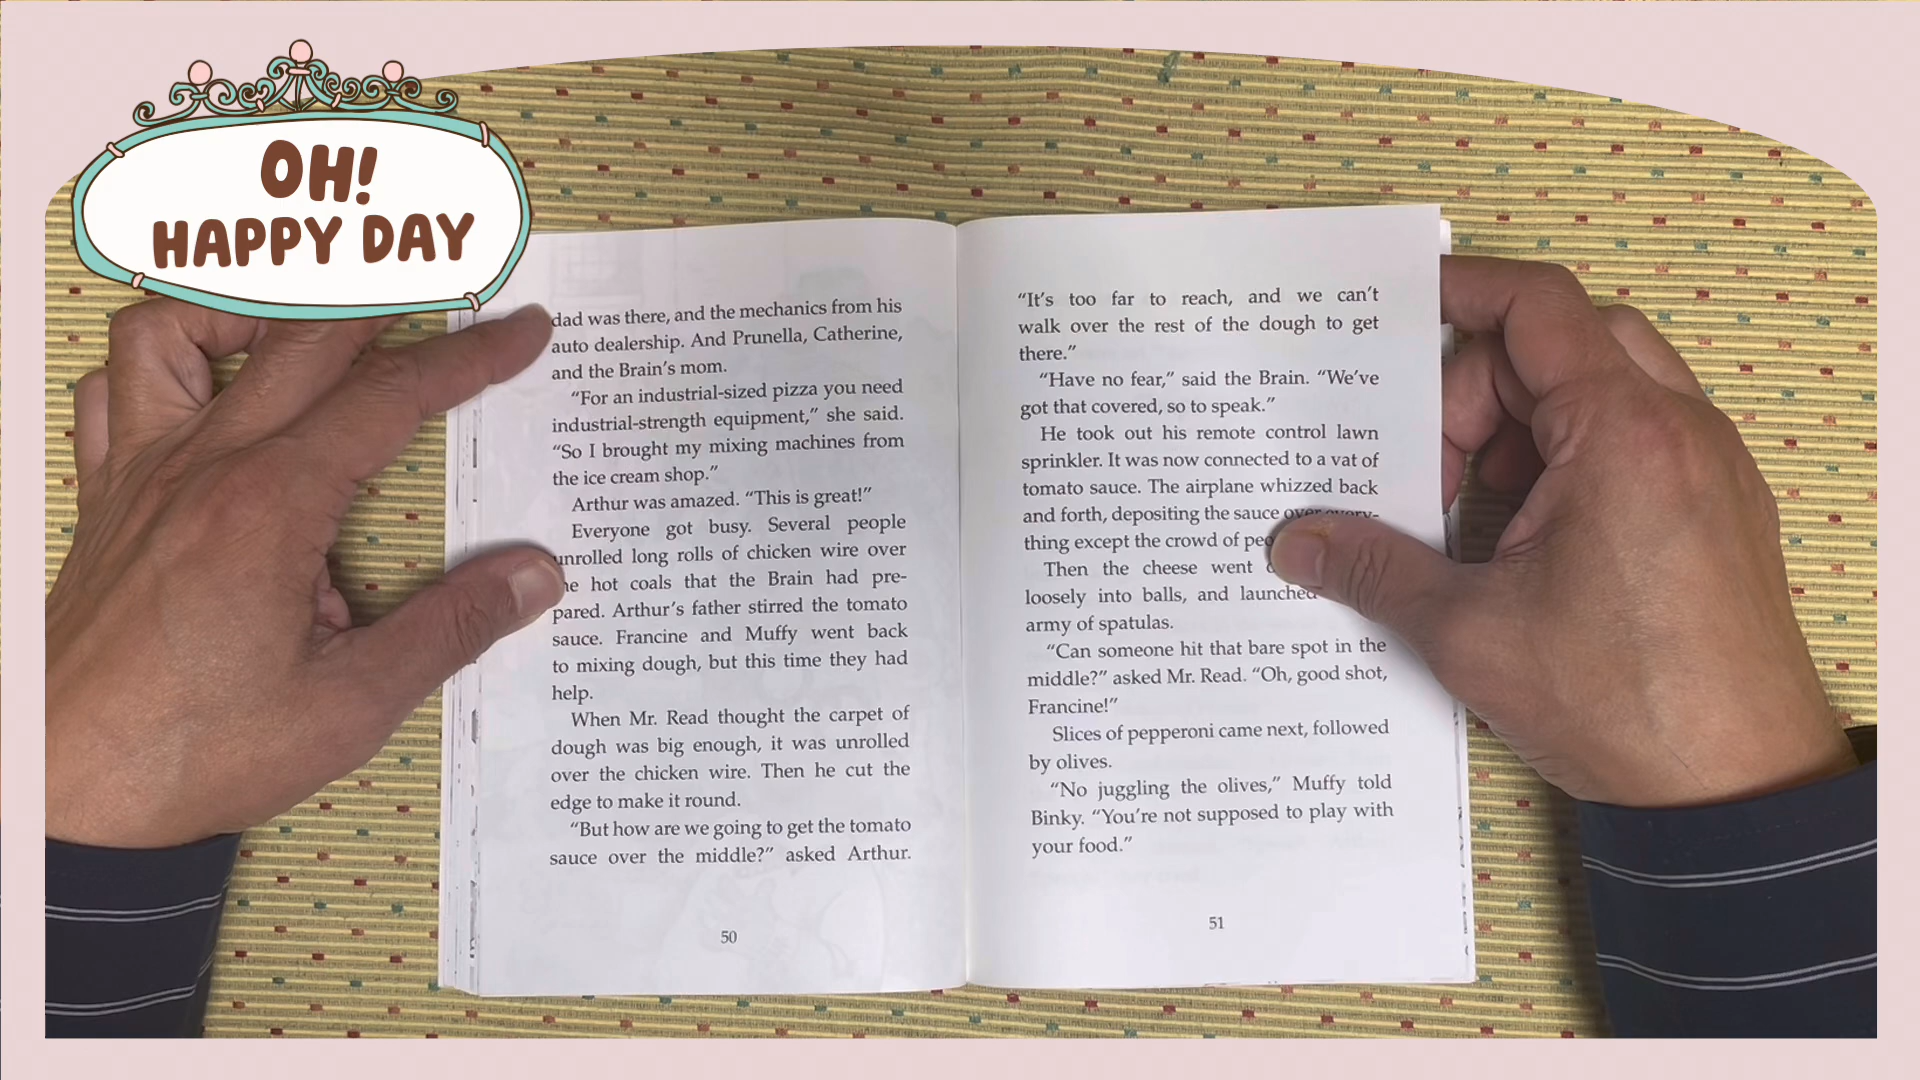 OH!
HAPPY DAY
dad was there, and the mechanics from his
auto dealership. And Prunella, Catherine,
and the Brain's mom.
"For an industrial-sized pizza you need
industrial-strength equipment," she said.
"So I brought my mixing machines from
the ice cream shop."
Arthur was amazed. "This is great!"
Everyone got busy. Several people
unrolled long rolls of chicken wire over
hot coals that the Brain had pre-
pared. Arthur's father stirred the tomato
sauce. Francine and Muffy went back
to mixing dough, but this time they had
help.
When Mr. Read thought the carpet of
dough was big enough, it was unrolled
over the chicken wire. Then he cut the
edge to make it round.
"But how are we going to get the tomato
sauce over the middle?" asked Arthur.
50
"It's too far to reach, and we can't
walk over the rest of the dough to get
there."
"Have no fear," said the Brain. "We've
got that covered, so to speak."
He took out his remote control lawn
sprinkler. It was now connected to a vat of
tomato sauce. The airplane whizzed back
and forth, depositing the sauce over every-
thing except the crowd of
Then the cheese went
loosely into balls, and launched
army of spatulas.
"Can someone hit that bare spot in the
middle?" asked Mr. Read. "Oh, good shot,
Francine!"
Slices of pepperoni came next, followed
by olives.
"No juggling the olives," Muffy told
Binky. "You're not supposed to play with
your food."
51